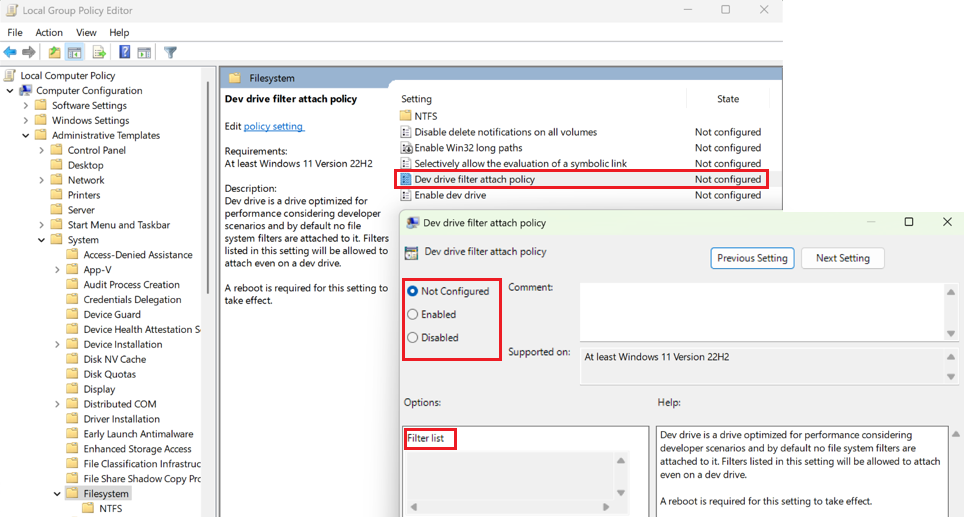 Local Group Policy Editor
File Action View Help
Local Computer Policy
Computer Configuration
Software Settings
Windows Settings
Administrative Templates
Control Panel
Desktop
Network
Printers
Server
Start Menu and Taskbar
System
Access-Denied Assistance
App-V
Audit Process Creation
Credentials Delegation
Device Guard
Device Health Attestation S
Device Installation
Disk NV Cache
Disk Quotas
Display
Distributed COM
Driver Installation
Early Launch Antimalware
Enhanced Storage Access
File Classification Infrastruc
File Share Shadow Copy Pro
Filesystem
NTFS
Filesystem
Dev drive filter attach policy
Edit policy setting
Requirements:
At least Windows 11 Version 22H2
Description:
Dev drive is a drive optimized for
performance considering developer
scenarios and by default no file
system filters are attached to it. Filters
listed in this setting will be allowed to
attach even on a dev drive.
A reboot is required for this setting to
take effect.
Setting State
NTFS
Disable delete notifications on all volumes Not configured
Enable Win32 long paths Not configured
Selectively allow the evaluation of a symbolic link Not configured
Dev drive filter attach policy Not configured
Enable dev drive Not configured
Dev drive filter attach policy
Dev drive filter attach policy
Previous Setting Next Setting
Not Configured
Enabled
Disabled
Comment:
Supported on:
At least Windows 11 Version 22H2
Options:
Help:
Filter list
Dev drive is a drive optimized for performance considering
developer scenarios and by default no file system filters are
attached to it. Filters listed in this setting will be allowed to attach
even on a dev drive.
A reboot is required for this setting to take effect.